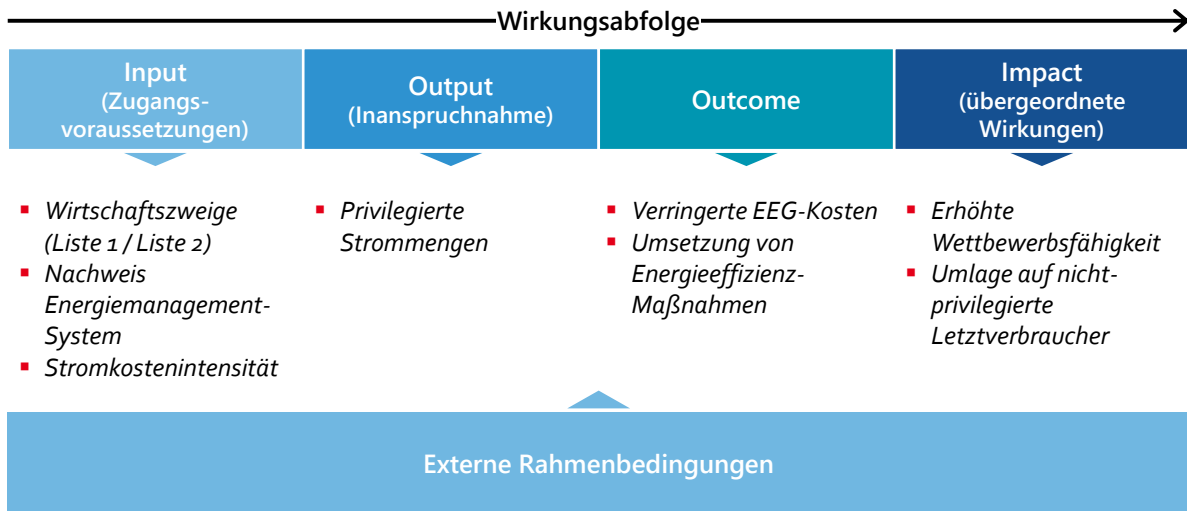 Wirkungsabfolge
Input
(Zugangs-
voraussetzungen)
Output
(Inanspruchnahme)
Outcome
Impact
(übergeordnete
Wirkungen)
▪ Wirtschaftszweige
(Liste 1 / Liste 2)
▪ Nachweis
Energiemanagement-
System
▪ Stromkostenintensität
▪ Privilegierte
Strommengen
▪ Verringerte EEG-Kosten
▪ Umsetzung von
Energieeffizienz-
Maßnahmen
▪ Erhöhte
Wettbewerbsfähigkeit
▪ Umlage auf nicht-
privilegierte
Letztverbraucher
Externe Rahmenbedingungen